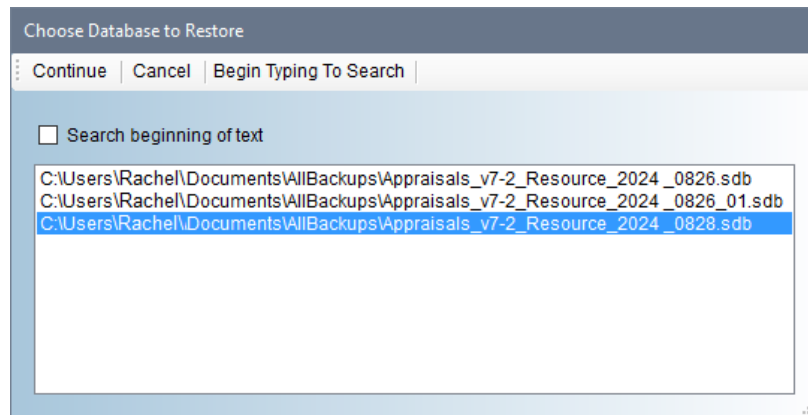 Choose Database to Restore
Continue Cancel Begin Typing To Search
Search beginning of text
C:\Users\Rachel\Documents\AllBackups\Appraisals_v7-2_Resource_2024 _0826.sdb
C:\Users\Rachel\Documents\AllBackups\Appraisals_v7-2_Resource_2024 _0826_01.sdb
C:\Users\Rachel\Documents\AllBackups\Appraisals_v7-2_Resource_2024 _0828.sdb